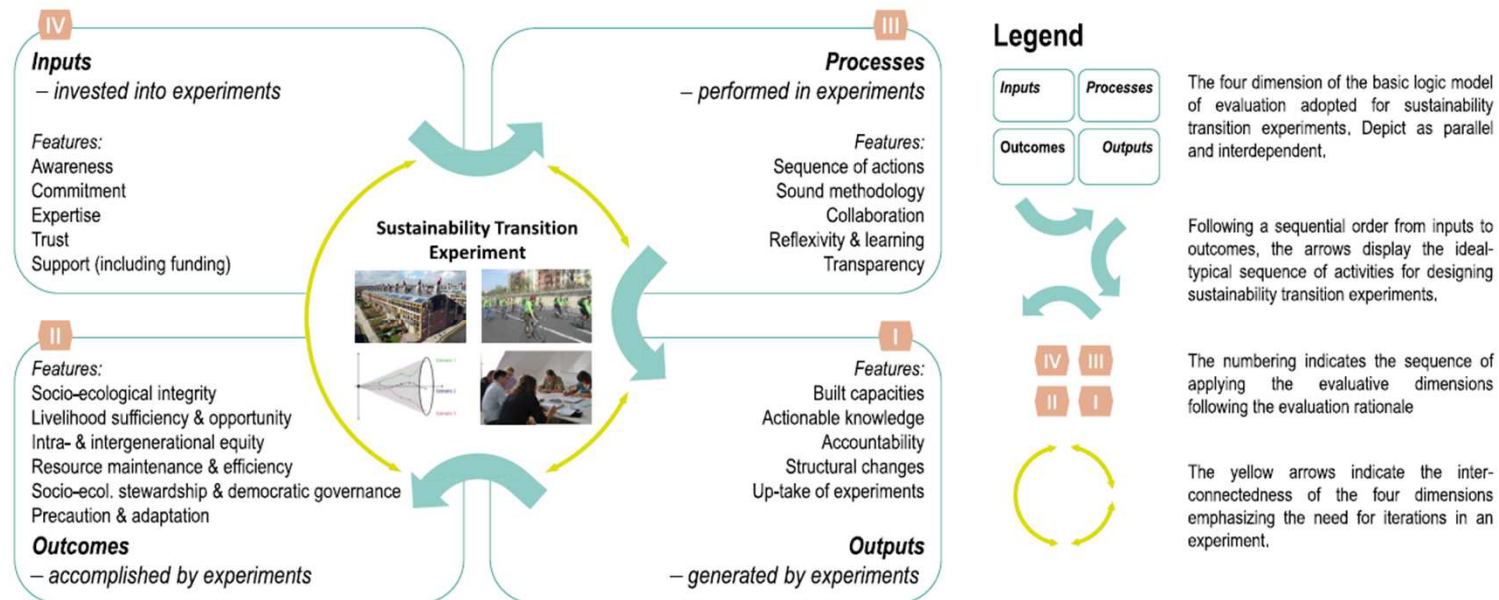 IV
Inputs
– invested into experiments
Features:
Awareness
Commitment
Expertise
Trust
Support (including funding)
III
Processes
– performed in experiments
Features:
Sequence of actions
Sound methodology
Collaboration
Reflexivity & learning
Transparency
Sustainability Transition
Experiment
II
Features:
Socio-ecological integrity
Livelihood sufficiency & opportunity
Intra- & intergenerational equity
Resource maintenance & efficiency
Socio-ecol. stewardship & democratic governance
Precaution & adaptation
Outcomes
– accomplished by experiments
I
Features:
Built capacities
Actionable knowledge
Accountability
Structural changes
Up-take of experiments
Outputs
– generated by experiments
Legend
Inputs
Processes
Outcomes
Outputs
The four dimension of the basic logic model
of evaluation adopted for sustainability
transition experiments. Depict as parallel
and interdependent.
Following a sequential order from inputs to
outcomes, the arrows display the ideal-
typical sequence of activities for designing
sustainability transition experiments.
IV III
II I
The numbering indicates the sequence of
applying the evaluative dimensions
following the evaluation rationale
The yellow arrows indicate the inter-
connectedness of the four dimensions
emphasizing the need for iterations in an
experiment.